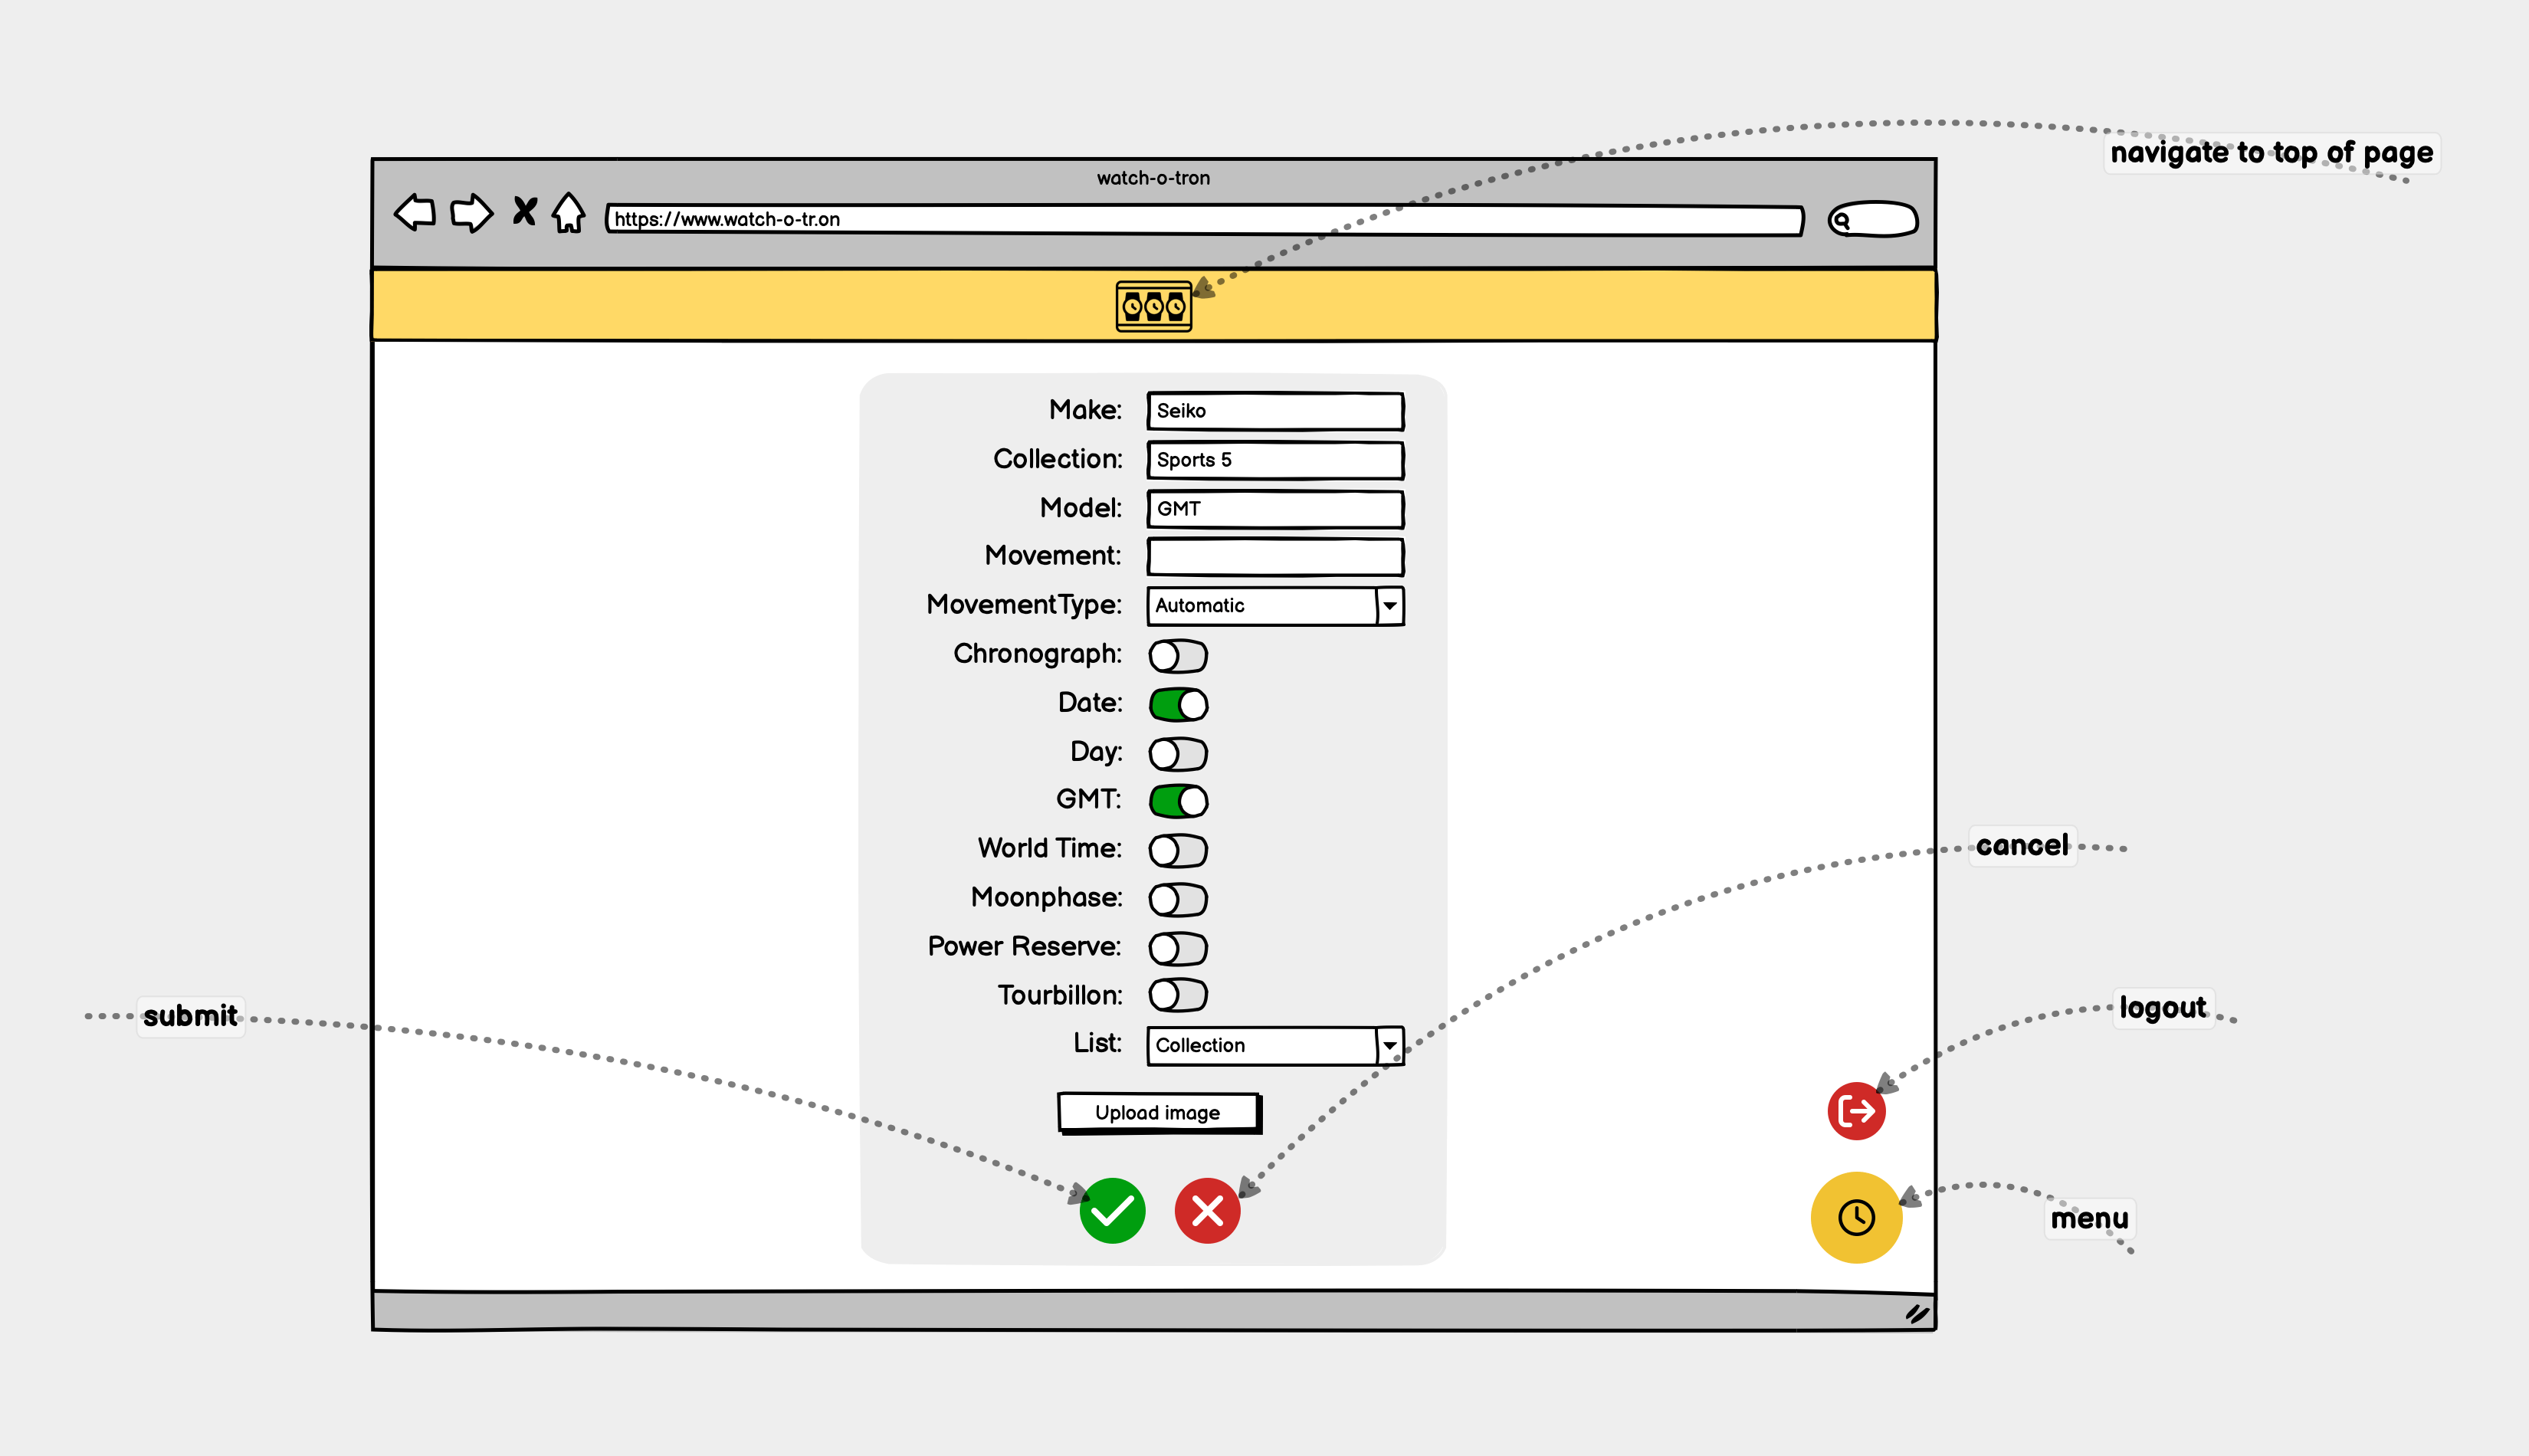 navigate to top of page
watch-o-tron
https://www.watch-o-tr.on
Make: Seiko
Collection: Sports 5
Model: GMT
Movement:
MovementType: Automatic
Chronograph:
Date:
Day:
GMT:
World Time:
cancel
Moonphase:
Power Reserve:
Tourbillon:
logout
submit
List: Collection
Upload image
menu